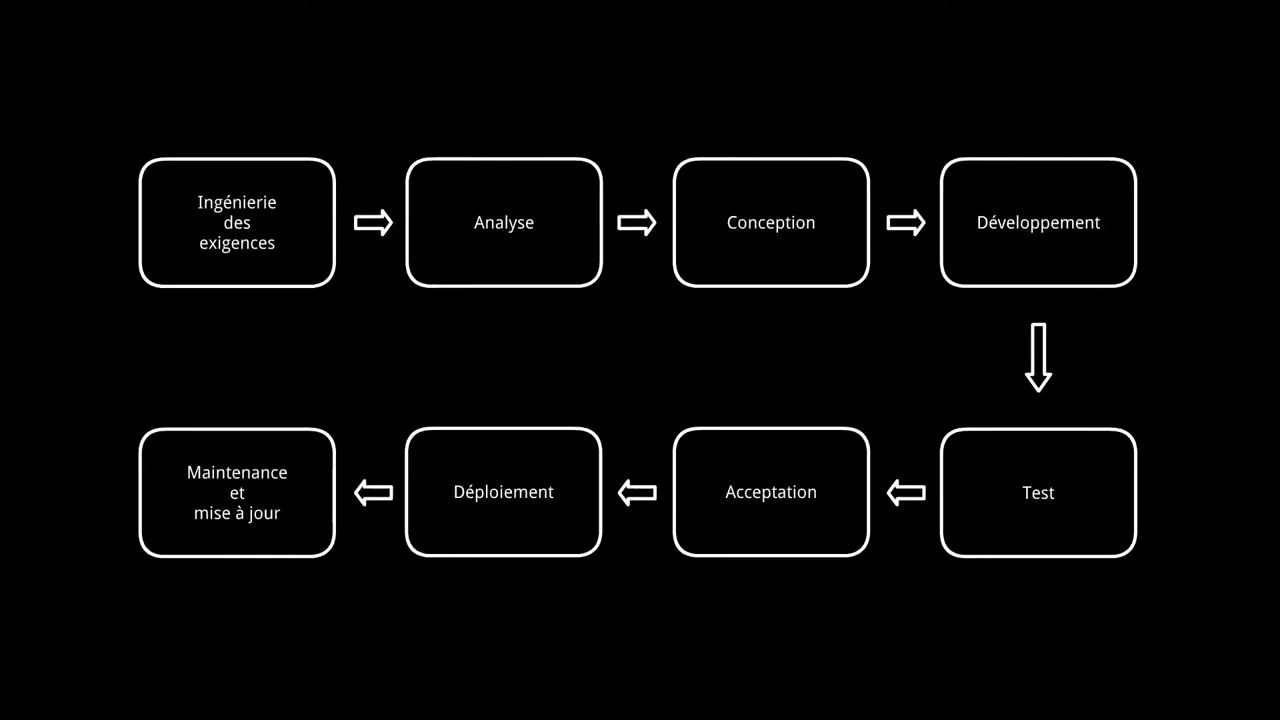 Ingénierie
des
exigences
Analyse
Conception
Développement
Test
Acceptation
Déploiement
Maintenance
et
mise à jour